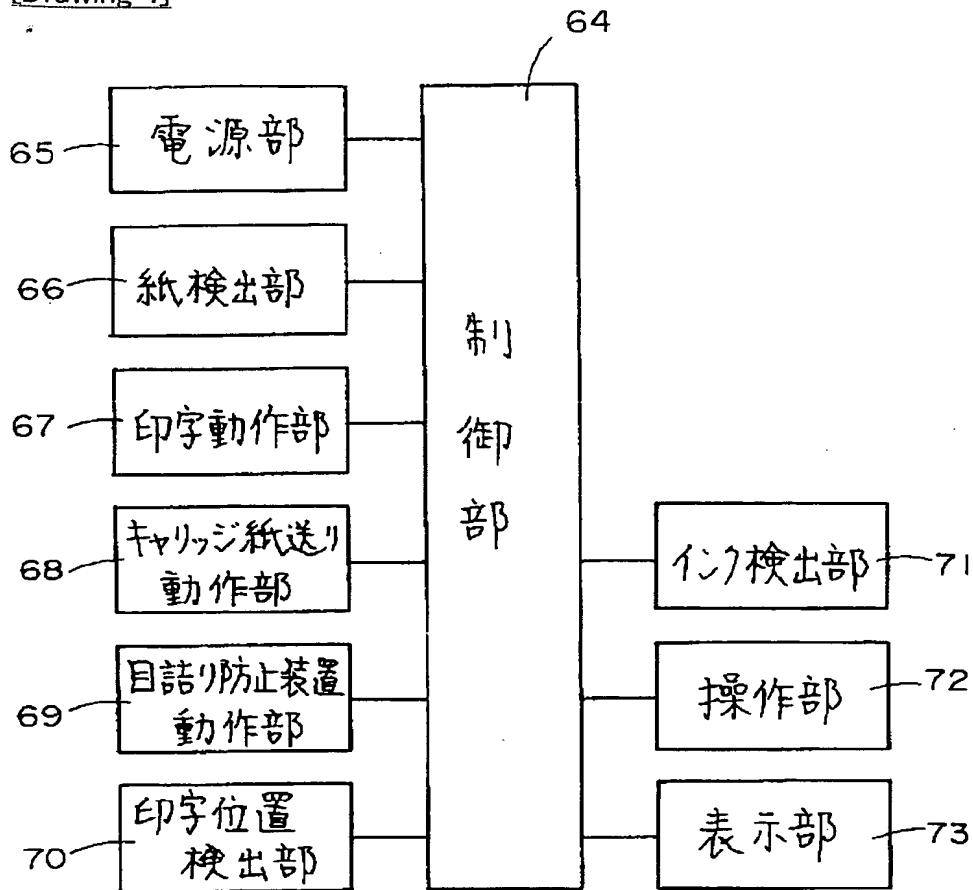 [Drawing 4]
64
65
電源部
66
紙検出部
67
印字動作部
68
キャリッジ紙送り
動作部
69
目詰り防止装置
動作部
70
印字位置
検出部
制
御
部
インク検出部
71
操作部
72
表示部
73